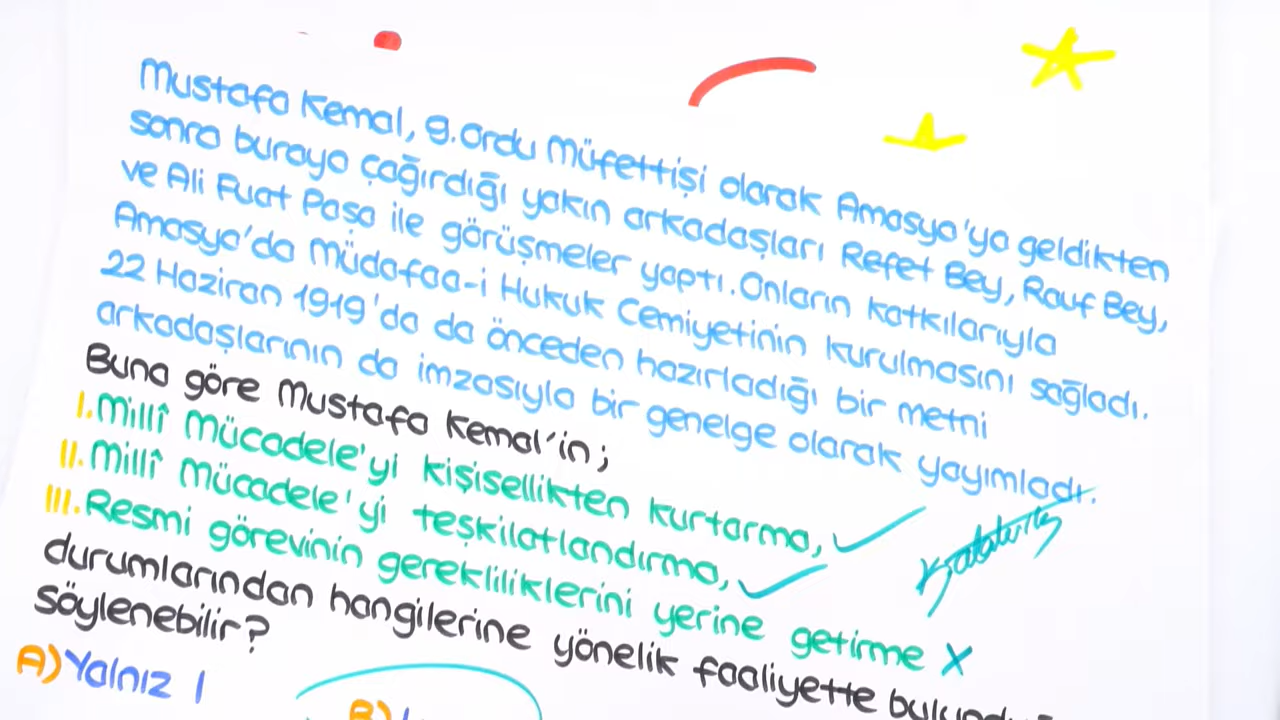 Mustafa Kemal, 9. Ordu Müfettişi olarak Amasya'ya geldikten
sonra buraya çağırdığı yakın arkadaşları Refet Bey, Rauf Bey,
ve Ali Fuat Paşa ile görüşmeler yaptı. Onların katkılarıyla
Amasya'da Müdafaa-i Hukuk Cemiyetinin kurulmasını sağladı.
22 Haziran 1919'da da önceden hazırladığı bir metni
arkadaşlarının da imzasıyla bir genelge olarak yayımladı.
Buna göre Mustafa Kemal'in;
I. Millî Mücadele'yi kişisellikten kurtarma,
II. Millî Mücadele'yi teşkilatlandırma,
III. Resmi görevinin gerekliliklerini yerine getirme X
durumlarından hangilerine yönelik faaliyette
söylenebilir?
A) Yalnız I
B)